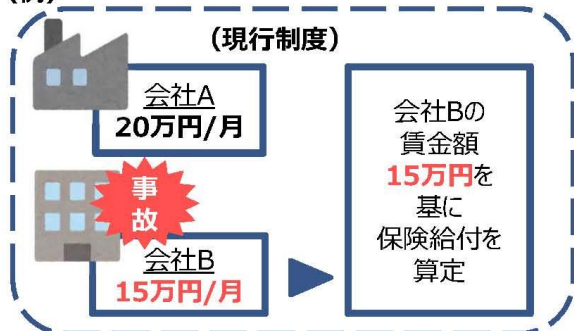 (現行制度)
会社A
20万円/月
事
故
会社B
15万円/月
会社Bの
賃金額
15万円を
基に
保険給付を
算定